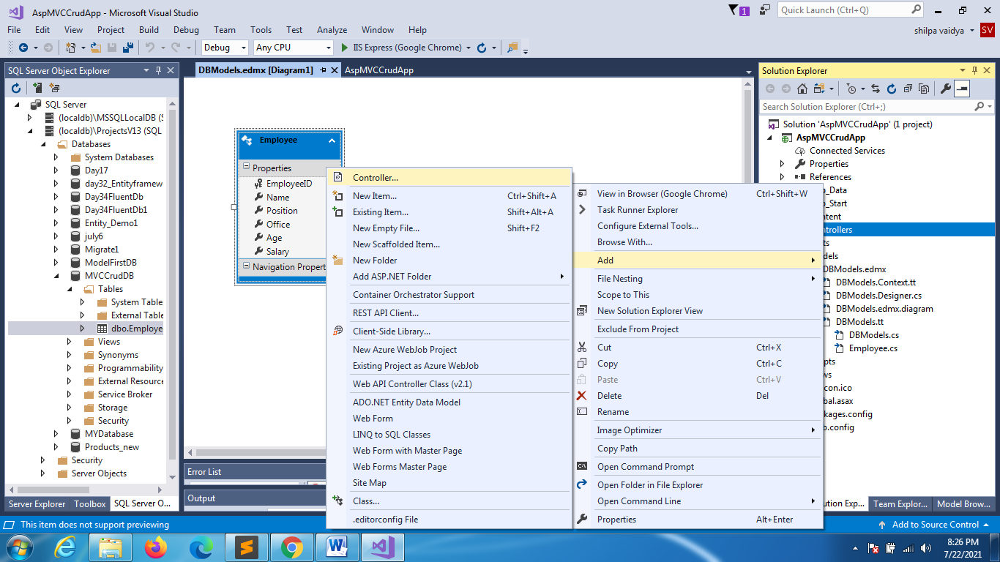 AspMVCCrudApp - Microsoft Visual Studio
1
Quick Launch (Ctrl+Q)
File Edit View Project Build Debug Team Tools Test Analyze Window Help
shilpa vaidya
SV
Debug
Any CPU
IIS Express (Google Chrome)
SQL Server Object Explorer
SQL Server
(localdb)\MSSQLLocalDB (S
(localdb)\ProjectsV13 (SQL
Databases
System Databases
Day17
day32_Entityframew
Day34FluentDb
Day34FluentDb1
Entity_Demo1
july6
Migrate1
ModelFirstDB
MVCCrudDB
Tables
System Table
External Table
dbo.Employe
Views
Synonyms
Programmability
External Resource
Service Broker
Storage
Security
MYDatabase
Products_new
Security
Server Objects
Server Explorer Toolbox SQL Server O...
DBModels.edmx [Diagram1]
AspMVCCrudApp
Employee
Properties
EmployeeID
Name
Position
Office
Age
Salary
Navigation Propert
Error List
Output
Controller...
New Item... Ctrl+Shift+A
Existing Item... Shift+Alt+A
New Empty File... Shift+F2
New Scaffolded Item...
New Folder
Add ASP.NET Folder
Container Orchestrator Support
REST API Client...
Client-Side Library...
New Azure WebJob Project
Existing Project as Azure WebJob
Web API Controller Class (v2.1)
ADO.NET Entity Data Model
Web Form
LINQ to SQL Classes
Web Form with Master Page
Web Forms Master Page
Site Map
Class...
.editorconfig File
View in Browser (Google Chrome) Ctrl+Shift+W
Task Runner Explorer
Configure External Tools...
Browse With...
Add
File Nesting
Scope to This
New Solution Explorer View
Exclude From Project
Cut Ctrl+X
Copy Ctrl+C
Paste Ctrl+V
Delete Del
Rename
Image Optimizer
Copy Path
Open Command Prompt
Open Folder in File Explorer
Open Command Line
Properties Alt+Enter
Solution Explorer
Search Solution Explorer (Ctrl+;)
Solution 'AspMVCCrudApp' (1 project)
AspMVCCrudApp
Connected Services
Properties
References
p_Data
p_Start
ntent
ntrollers
ts
dels
DBModels.edmx
DBModels.Context.tt
DBModels.Designer.cs
DBModels.edmx.diagram
DBModels.tt
DBModels.cs
Employee.cs
ipts
ws
con.ico
bal.asax
ckages.config
b.config
ution Exp... Team Explor... Model Brow...
This item does not support previewing
Add to Source Control
8:26 PM
7/22/2021